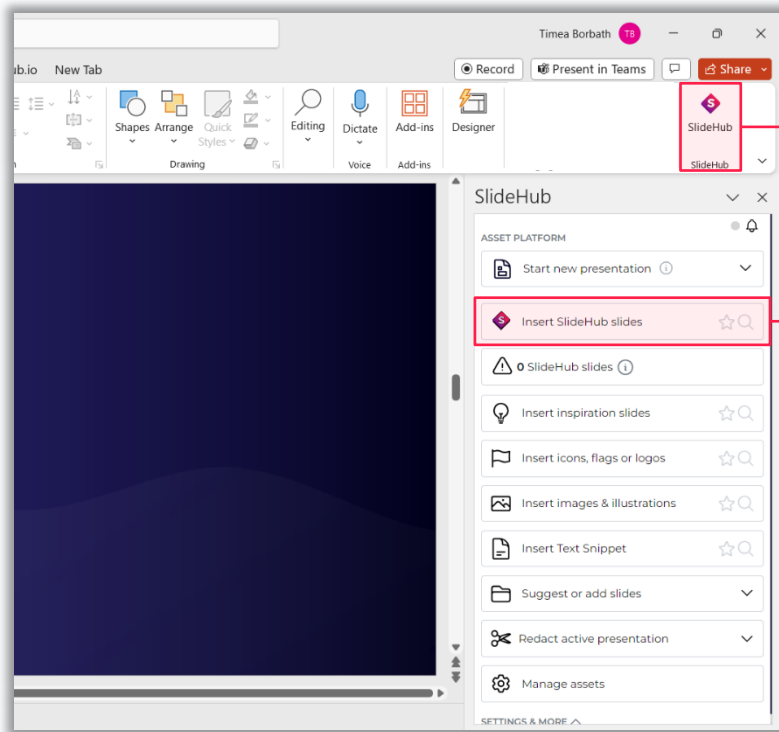 Timea Borbath TB
ub.io New Tab
Record Present in Teams Share
Shapes Arrange Quick Styles Editing Dictate Add-ins Designer SlideHub
Drawing Voice Add-ins SlideHub
SlideHub
ASSET PLATFORM
Start new presentation
Insert SlideHub slides
0 SlideHub slides
Insert inspiration slides
Insert icons, flags or logos
Insert images & illustrations
Insert Text Snippet
Suggest or add slides
Redact active presentation
Manage assets
SETTINGS & MORE